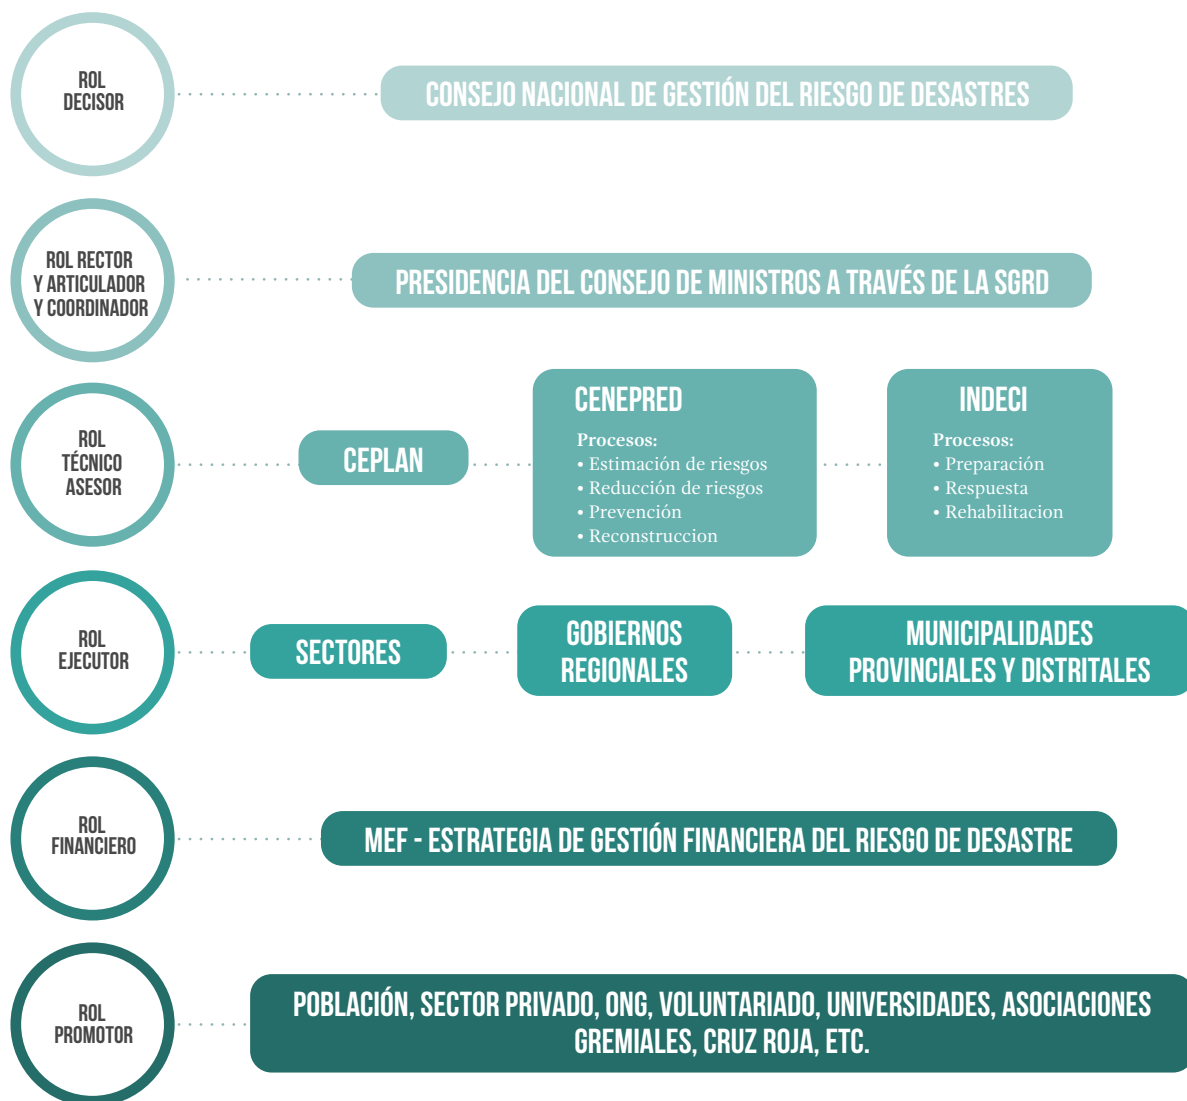 ROL
DECISOR
CONSEJO NACIONAL DE GESTIÓN DEL RIESGO DE DESASTRES
ROL RECTOR
Y ARTICULADOR
Y COORDINADOR
PRESIDENCIA DEL CONSEJO DE MINISTROS A TRAVÉS DE LA SGRD
ROL
TÉCNICO
ASESOR
CEPLAN
CENEPRED
Procesos:
• Estimación de riesgos
• Reducción de riesgos
• Prevención
• Reconstruccion
INDECI
Procesos:
• Preparación
• Respuesta
• Rehabilitacion
ROL
EJECUTOR
SECTORES
GOBIERNOS
REGIONALES
MUNICIPALIDADES
PROVINCIALES Y DISTRITALES
ROL
FINANCIERO
MEF - ESTRATEGIA DE GESTIÓN FINANCIERA DEL RIESGO DE DESASTRE
ROL
PROMOTOR
POBLACIÓN, SECTOR PRIVADO, ONG, VOLUNTARIADO, UNIVERSIDADES, ASOCIACIONES
GREMIALES, CRUZ ROJA, ETC.